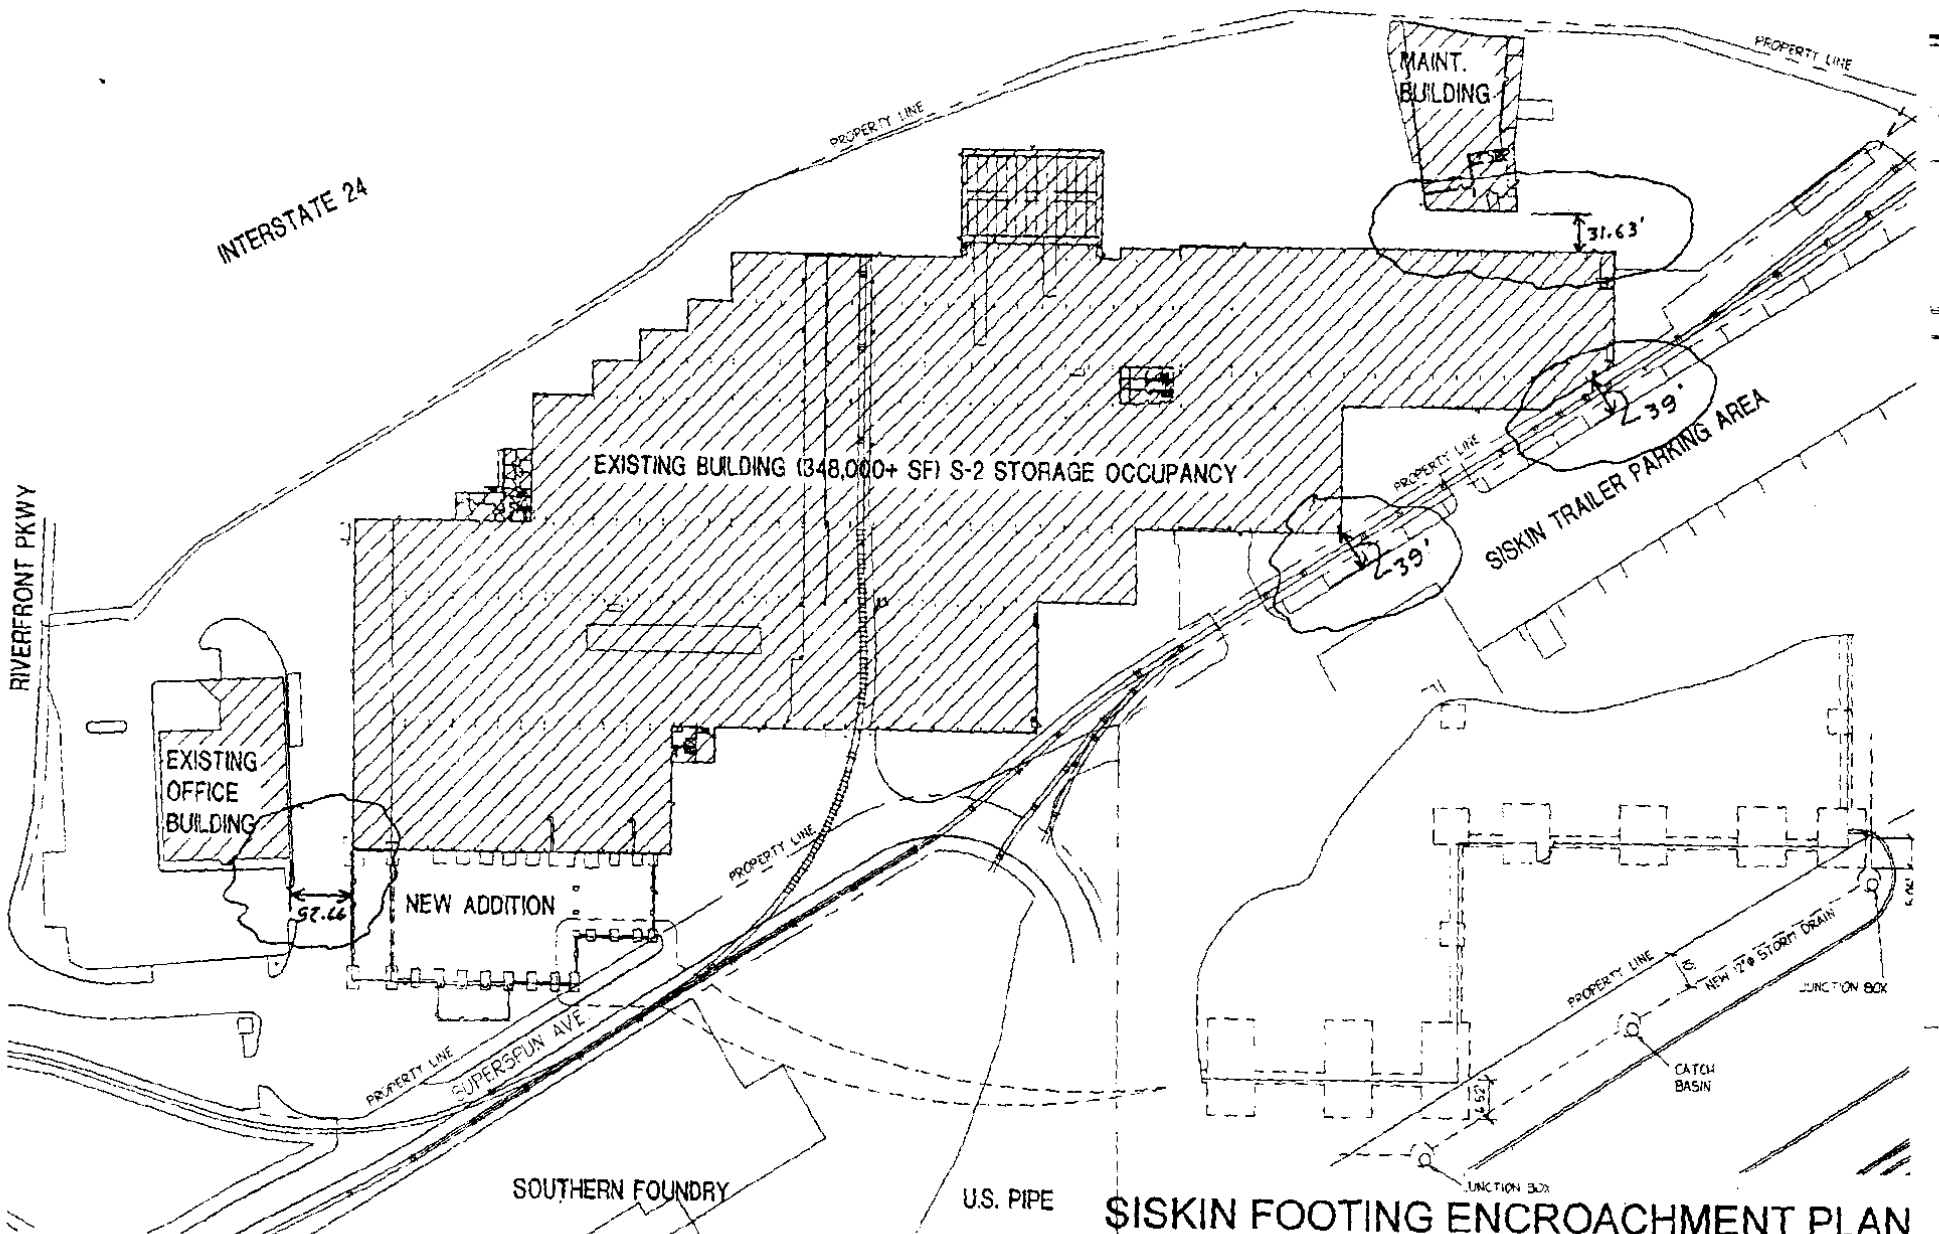 PROPERTY LINE
MAINT.
BUILDING
PROPERTY LINE
INTERSTATE 24
31.63'
39'
EXISTING BUILDING (348,000+ SF) S-2 STORAGE OCCUPANCY
PROPERTY LINE
SISKIN TRAILER PARKING AREA
39'
RIVERFRONT PKWY
EXISTING
OFFICE
BUILDING
PROPERTY LINE
NEW ADDITION
PROPERTY LINE
NEW 12"Ø STORM DRAIN
JUNCTION BOX
CATCH
BASIN
PROPERTY LINE
SUPERSPUN AVE.
JUNCTION BOX
SOUTHERN FOUNDRY
U.S. PIPE
SISKIN FOOTING ENCROACHMENT PLAN